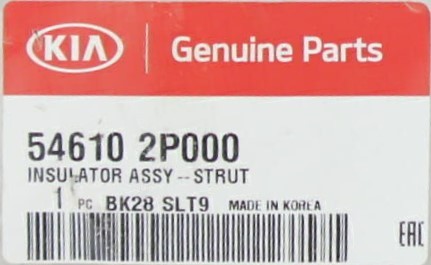 KIA Genuine Parts
54610 2P000
INSULATOR ASSY--STRUT
1 PC BK28 SLT9 MADE IN KOREA
EAC